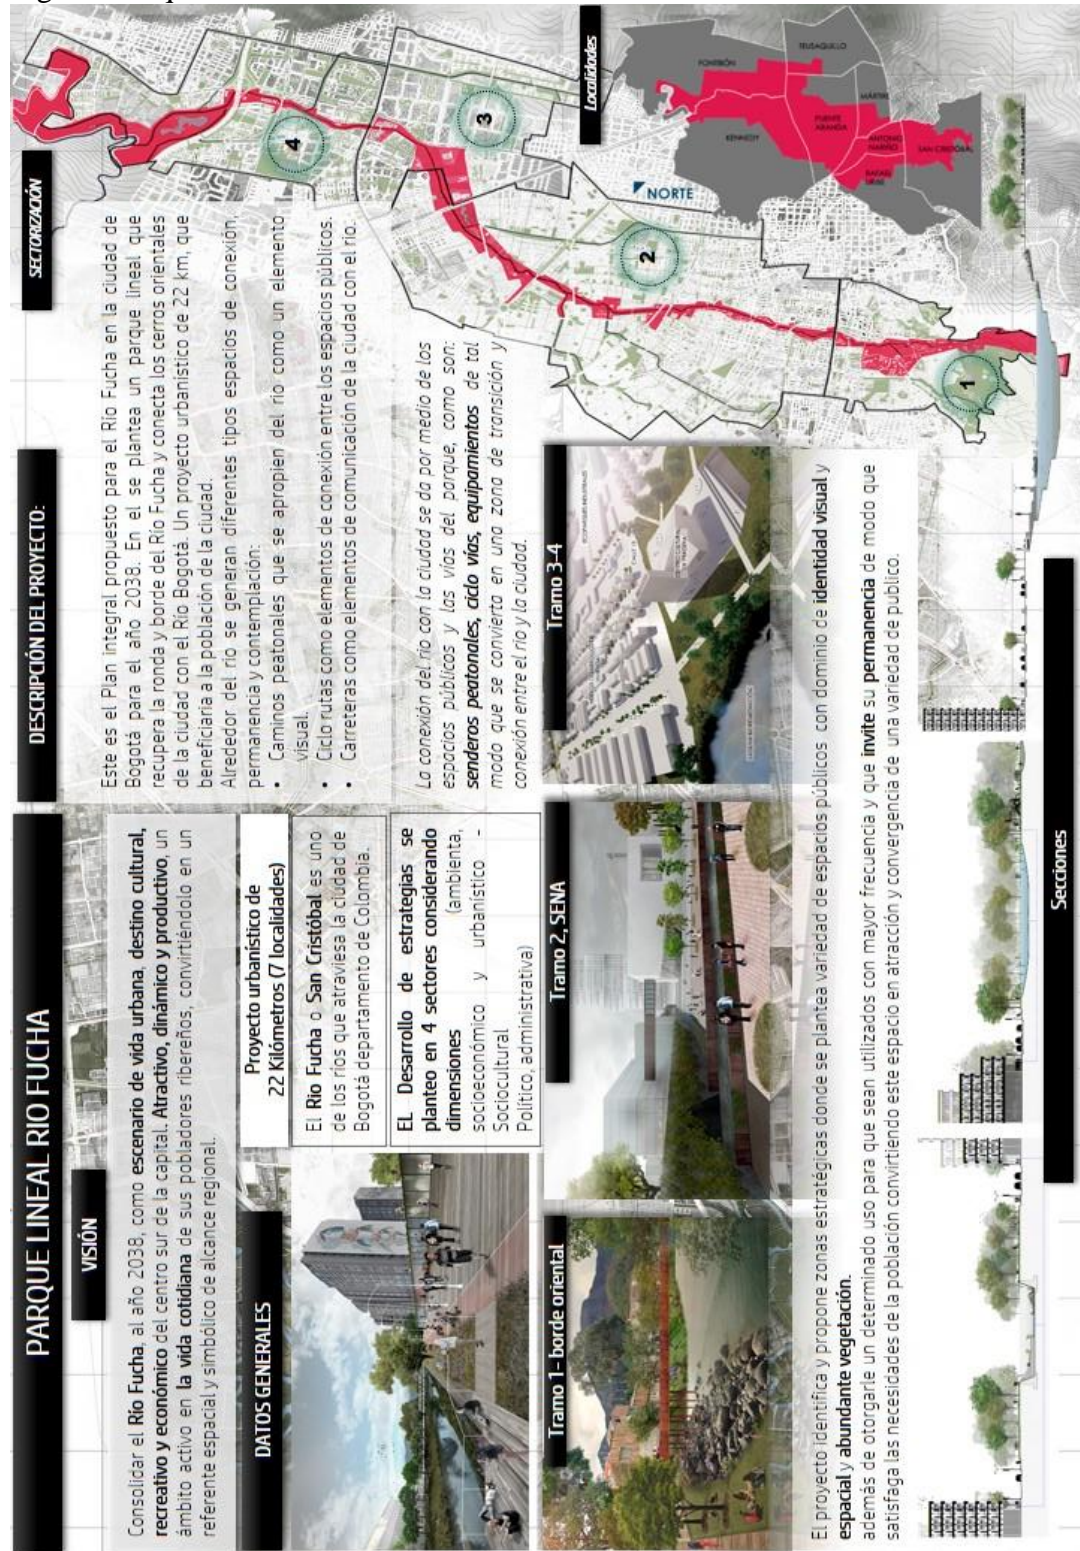 PARQUE LINEAL RIO FUCHA
VISIÓN
Consolidar el Río Fucha, al año 2038, como escenario de vida urbana, destino cultural,
recreativo y económico del centro sur de la capital. Atractivo, dinámico y productivo, un
ámbito activo en la vida cotidiana de sus pobladores ribereños, convirtiéndolo en un
referente espacial y simbólico de alcance regional.
DATOS GENERALES
Proyecto urbanístico de
22 Kilómetros (7 localidades)
El Rio Fucha o San Cristóbal es uno
de los ríos que atraviesa la ciudad de
Bogotá departamento de Colombia.
EL Desarrollo de estrategias se
planteo en 4 sectores considerando
dimensiones (ambienta,
socioeconómico y urbanístico -
Sociocultural
Político, administrativa)
DESCRIPCIÓN DEL PROYECTO:
Este es el Plan Integral propuesto para el Río Fucha en la ciudad de
Bogotá para el año 2038. En el se plantea un parque lineal que
recupera la ronda y borde del Río Fucha y conecta los cerros orientales
de la ciudad con el Río Bogotá. Un proyecto urbanístico de 22 km, que
beneficiaria a la población de la ciudad.
Alrededor del río se generan diferentes tipos espacios de conexión,
permanencia y contemplación:
• Caminos peatonales que se apropien del río como un elemento
visual.
• Ciclo rutas como elementos de conexión entre los espacios públicos.
• Carreteras como elementos de comunicación de la ciudad con el río.
La conexión del río con la ciudad se da por medio de los
espacios públicos y las vías del parque, como son:
senderos peatonales, ciclo vías, equipamientos de tal
modo que se convierta en una zona de transición y
conexión entre el río y la ciudad.
SECTORIZACIÓN
4
3
2
1
NORTE
Localidades
TEUSAQUILLO
FONTIBÓN
MÁRTIRES
KENNEDY
PUENTE
ARANDA
ANTONIO
NARIÑO
SAN CRISTÓBAL
RAFAEL
URIBE
Tramo 1 - borde oriental
Tramo 2, SENA
Tramo 3-4
El proyecto identifica y propone zonas estratégicas donde se plantea variedad de espacios públicos con dominio de identidad visual y
espacial y abundante vegetación.
además de otorgarle un determinado uso para que sean utilizados con mayor frecuencia y que invite su permanencia de modo que
satisfaga las necesidades de la población convirtiendo este espacio en atracción y convergencia de una variedad de publico.
Secciones